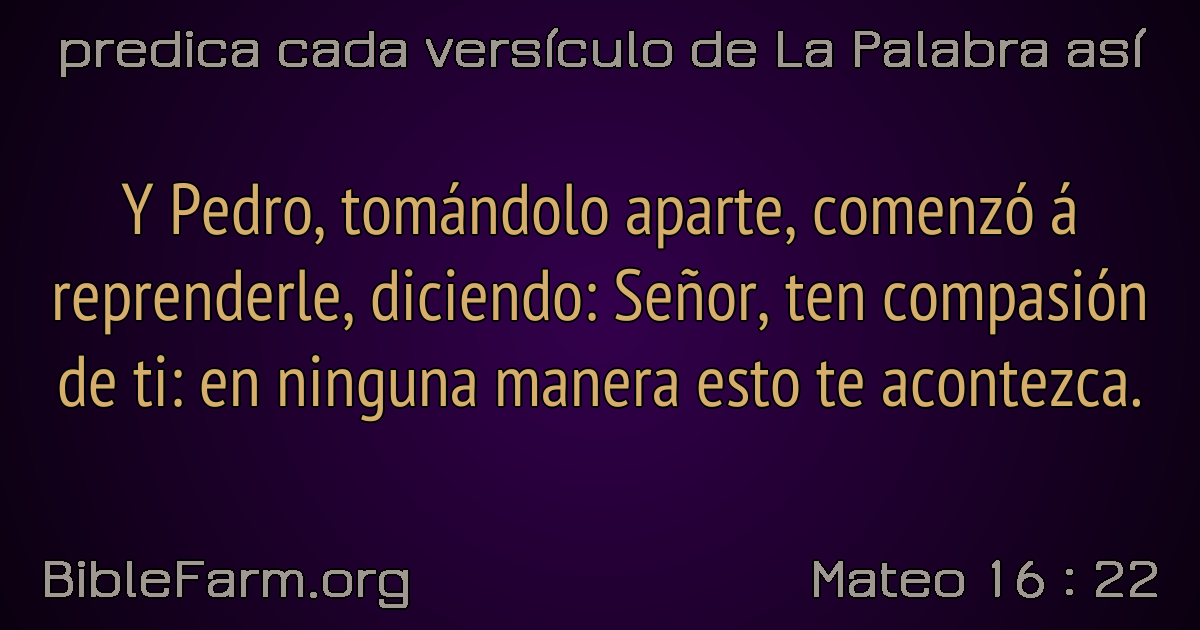 predica cada versículo de La Palabra así
Y Pedro, tomándolo aparte, comenzó á
reprenderle, diciendo: Señor, ten compasión
de ti: en ninguna manera esto te acontezca.
BibleFarm.org
Mateo 16 : 22